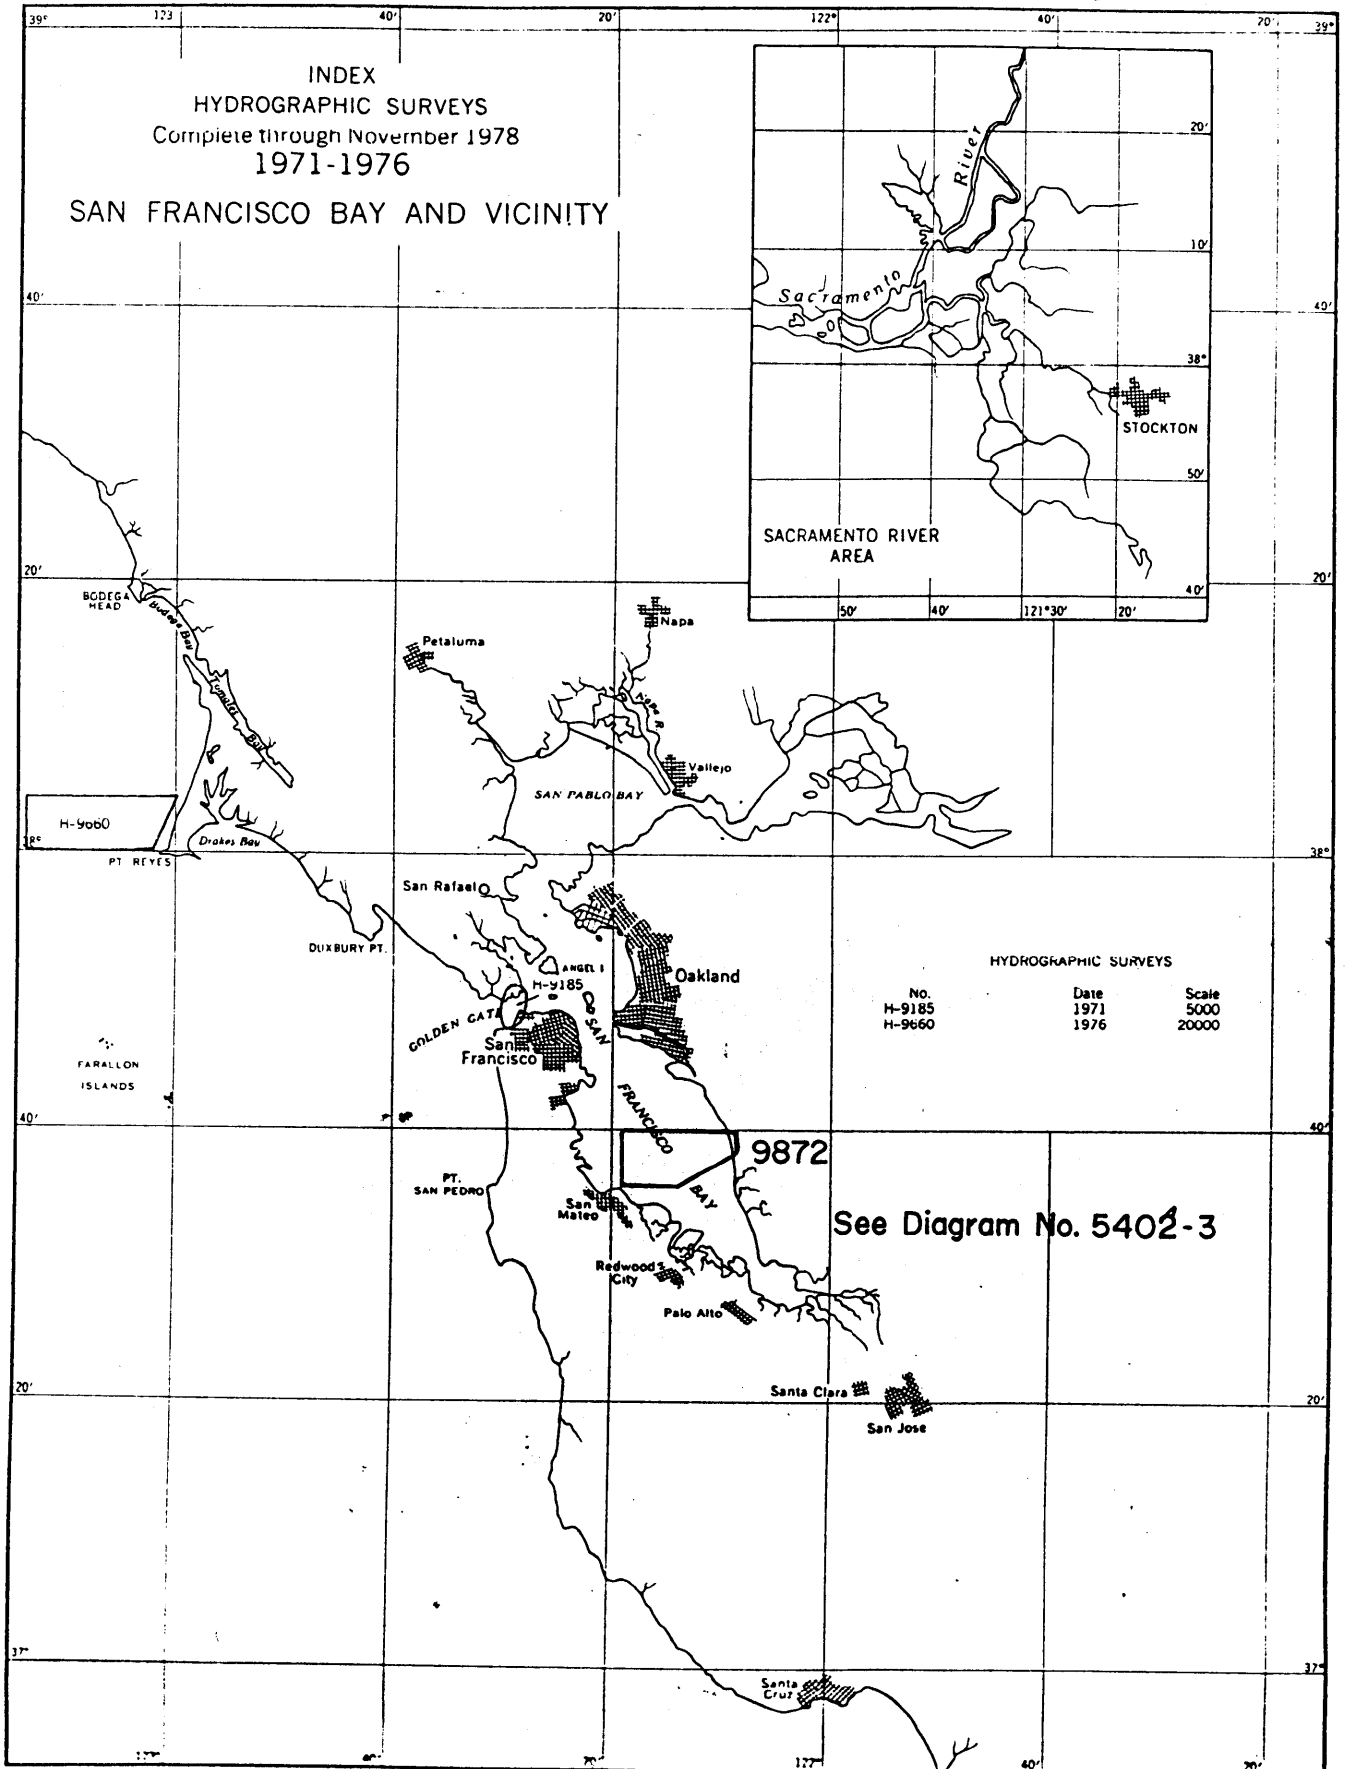 39° 123 40' 20' 122° 40' 20' 39°
INDEX
HYDROGRAPHIC SURVEYS
Complete through November 1978
1971-1976
SAN FRANCISCO BAY AND VICINITY
20'
River
10'
Sacramento
38°
STOCKTON
50'
SACRAMENTO RIVER
AREA
40'
50' 40' 121°30' 20'
40' 40'
20' 20'
BODEGA
HEAD
Bodega Bay
Tomales Bay
Petaluma
Napa
Napa R
Vallejo
SAN PABLO BAY
H-9660
38° 38°
PT REYES
Drakes Bay
San Rafael
DUXBURY PT.
ANGEL I
H-9185
Oakland
GOLDEN GATE
San
Francisco
SAN FRANCISCO BAY
FARALLON
ISLANDS
HYDROGRAPHIC SURVEYS
No. Date Scale
H-9185 1971 5000
H-9660 1976 20000
40' 40'
9872
PT.
SAN PEDRO
San
Mateo
See Diagram No. 5402-3
Redwood
City
Palo Alto
20' 20'
Santa Clara
San Jose
37° 37°
Santa
Cruz
40' 20'